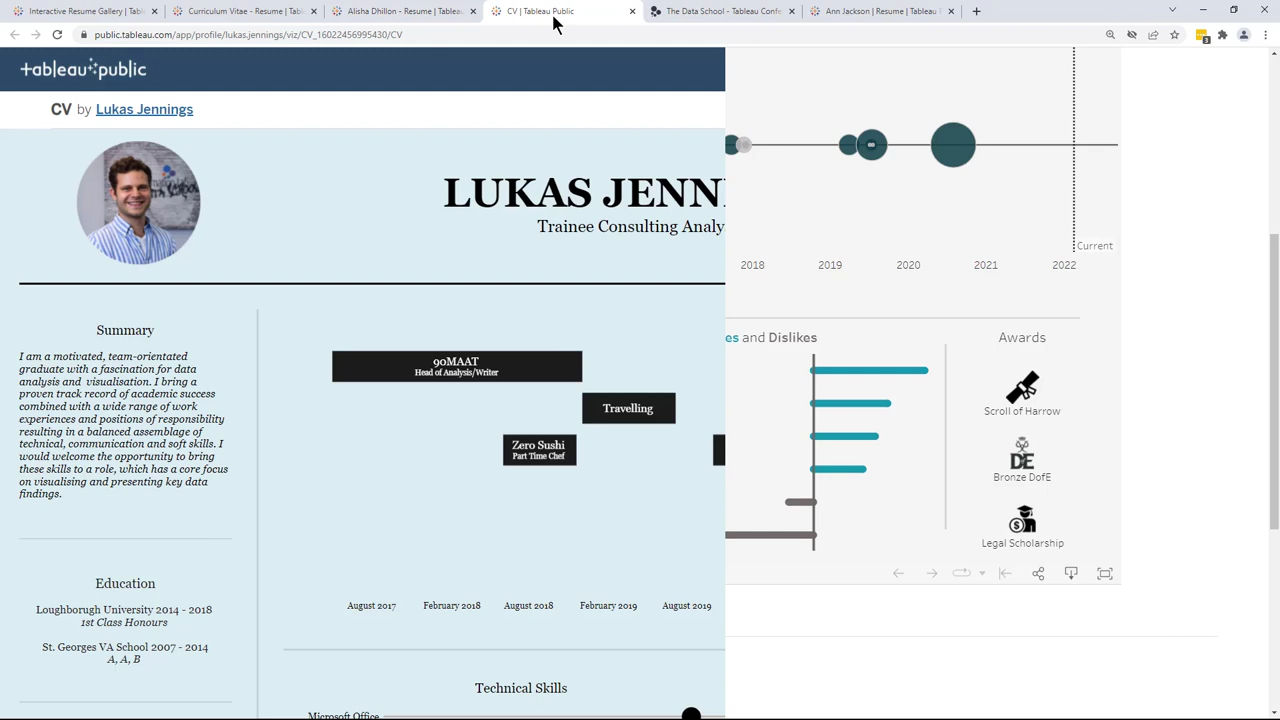 Interactive Resume Gallery | Tabl
Curriculum Vitae - Resume | Tabl
Alisha Dhillon - Resume | Tableau
CV | Tableau Public
The Data School - Tableau Confe
Ann Jackson | Resume | Tableau
public.tableau.com/app/profile/lukas.jennings/viz/CV_16022456995430/CV
3
tableau public
CV by Lukas Jennings
LUKAS JENN
Trainee Consulting Analy
Summary
I am a motivated, team-orientated
graduate with a fascination for data
analysis and visualisation. I bring a
proven track record of academic success
combined with a wide range of work
experiences and positions of responsibility
resulting in a balanced assemblage of
technical, communication and soft skills. I
would welcome the opportunity to bring
these skills to a role, which has a core focus
on visualising and presenting key data
findings.
Education
Loughborugh University 2014 - 2018
1st Class Honours
St. Georges VA School 2007 - 2014
A, A, B
90MAAT
Head of Analysis/Writer
Travelling
Zero Sushi
Part Time Chef
August 2017
February 2018
August 2018
February 2019
August 2019
Technical Skills
Microsoft Office
Current
2018
2019
2020
2021
2022
es and Dislikes
Awards
Scroll of Harrow
DE
Bronze DofE
Legal Scholarship